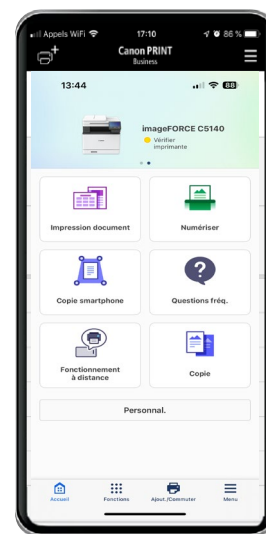 Appels WiFi 17:10 86 %
Canon PRINT
Business
13:44 88
imageFORCE C5140
Vérifier
imprimante
Impression document Numériser
Copie smartphone Questions fréq.
Fonctionnement
à distance
Copie
Personnal.
Accueil Fonctions Ajout./Commuter Menu